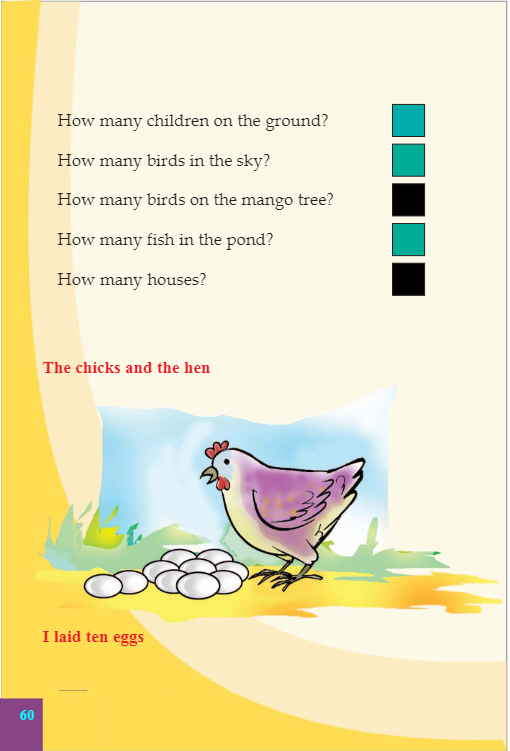 How many children on the ground?
How many birds in the sky?
How many birds on the mango tree?
How many fish in the pond?
How many houses?
The chicks and the hen
I laid ten eggs
60